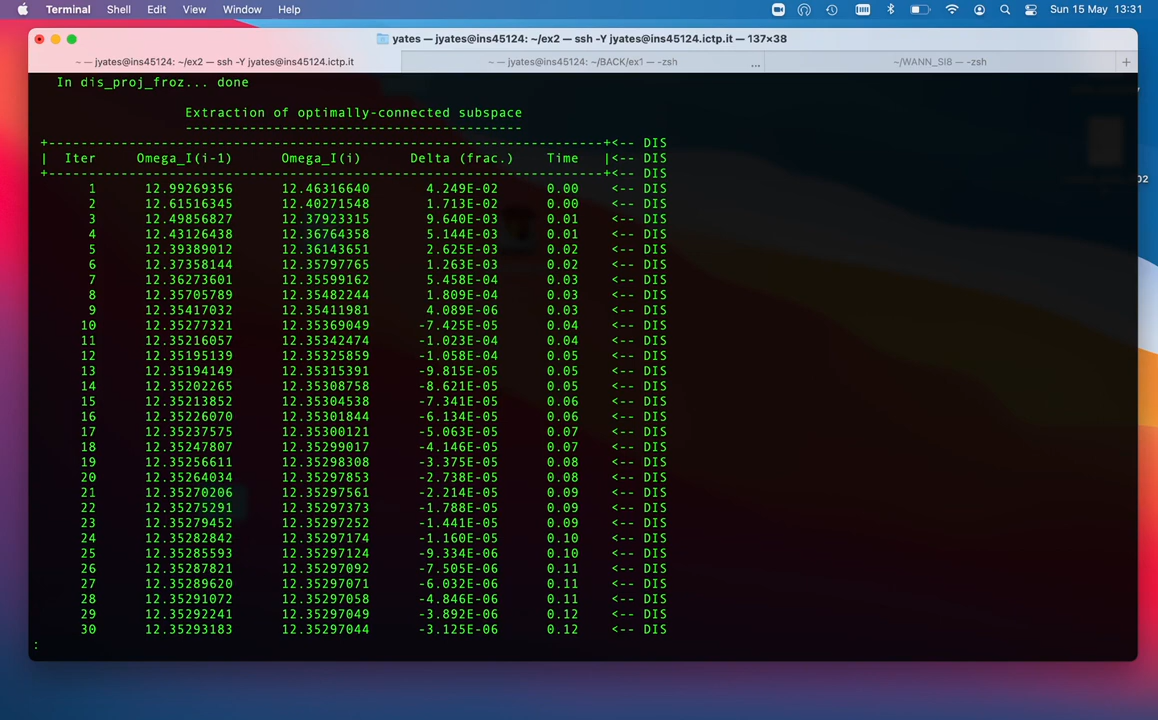 Terminal Shell Edit View Window Help Sun 15 May 13:31
yates — jyates@ins45124: ~/ex2 — ssh -Y jyates@ins45124.ictp.it — 137×38
~ — jyates@ins45124: ~/ex2 — ssh -Y jyates@ins45124.ictp.it ~ — jyates@ins45124: ~/BACK/ex1 — -zsh ... ~/WANN_SI8 — -zsh +
In dis_proj_froz... done
Extraction of optimally-connected subspace
------------------------------------------
+---------------------------------------------------------------------+<-- DIS
| Iter Omega_I(i-1) Omega_I(i) Delta (frac.) Time |<-- DIS
+---------------------------------------------------------------------+<-- DIS
1 12.99269356 12.46316640 4.249E-02 0.00 <-- DIS
2 12.61516345 12.40271548 1.713E-02 0.00 <-- DIS
3 12.49856827 12.37923315 9.640E-03 0.01 <-- DIS
4 12.43126438 12.36764358 5.144E-03 0.01 <-- DIS
5 12.39389012 12.36143651 2.625E-03 0.02 <-- DIS
6 12.37358144 12.35797765 1.263E-03 0.02 <-- DIS
7 12.36273601 12.35599162 5.458E-04 0.03 <-- DIS
8 12.35705789 12.35482244 1.809E-04 0.03 <-- DIS
9 12.35417032 12.35411981 4.089E-06 0.03 <-- DIS
10 12.35277321 12.35369049 -7.425E-05 0.04 <-- DIS
11 12.35216057 12.35342474 -1.023E-04 0.04 <-- DIS
12 12.35195139 12.35325859 -1.058E-04 0.05 <-- DIS
13 12.35194149 12.35315391 -9.815E-05 0.05 <-- DIS
14 12.35202265 12.35308758 -8.621E-05 0.05 <-- DIS
15 12.35213852 12.35304538 -7.341E-05 0.06 <-- DIS
16 12.35226070 12.35301844 -6.134E-05 0.06 <-- DIS
17 12.35237575 12.35300121 -5.063E-05 0.07 <-- DIS
18 12.35247807 12.35299017 -4.146E-05 0.07 <-- DIS
19 12.35256611 12.35298308 -3.375E-05 0.08 <-- DIS
20 12.35264034 12.35297853 -2.738E-05 0.08 <-- DIS
21 12.35270206 12.35297561 -2.214E-05 0.09 <-- DIS
22 12.35275291 12.35297373 -1.788E-05 0.09 <-- DIS
23 12.35279452 12.35297252 -1.441E-05 0.09 <-- DIS
24 12.35282842 12.35297174 -1.160E-05 0.10 <-- DIS
25 12.35285593 12.35297124 -9.334E-06 0.10 <-- DIS
26 12.35287821 12.35297092 -7.505E-06 0.11 <-- DIS
27 12.35289620 12.35297071 -6.032E-06 0.11 <-- DIS
28 12.35291072 12.35297058 -4.846E-06 0.11 <-- DIS
29 12.35292241 12.35297049 -3.892E-06 0.12 <-- DIS
30 12.35293183 12.35297044 -3.125E-06 0.12 <-- DIS
: